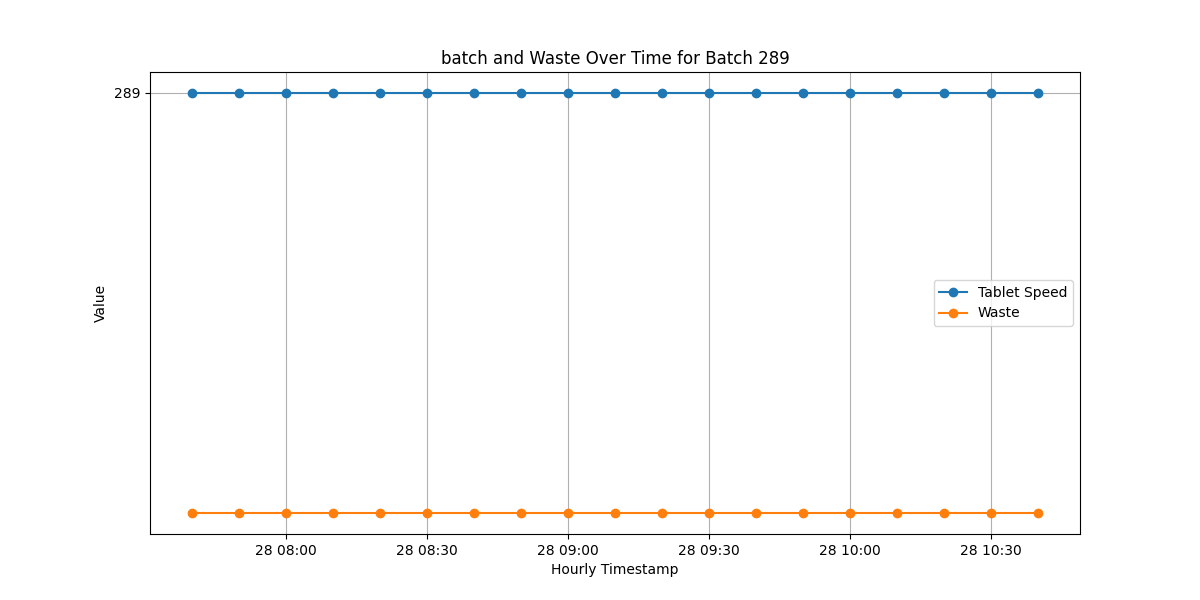 batch and Waste Over Time for Batch 289
289
Value
Tablet Speed
Waste
28 08:00
28 08:30
28 09:00
28 09:30
28 10:00
28 10:30
Hourly Timestamp